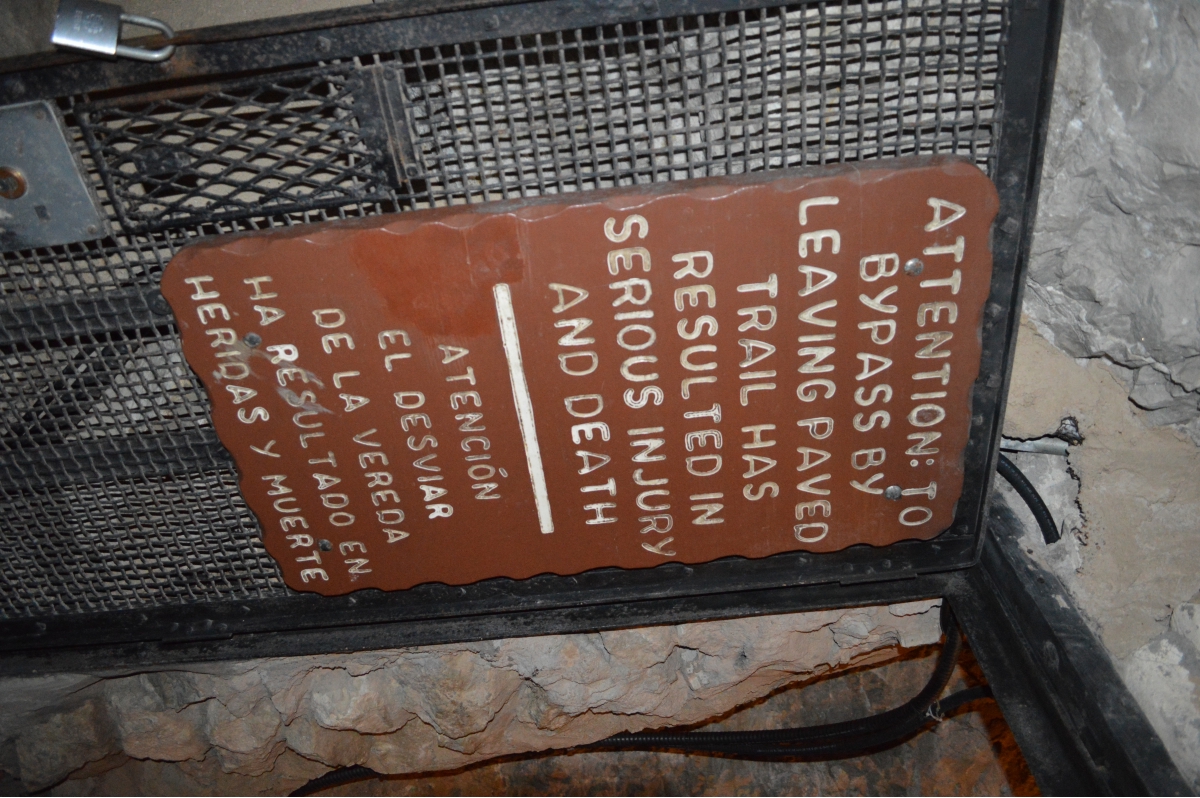 ATTENTION: TO
BYPASS BY
LEAVING PAVED
TRAIL HAS
RESULTED IN
SERIOUS INJURY
AND DEATH
ATENCIÓN
EL DESVIAR
DE LA VEREDA
HA RESULTADO EN
HERIDAS Y MUERTE